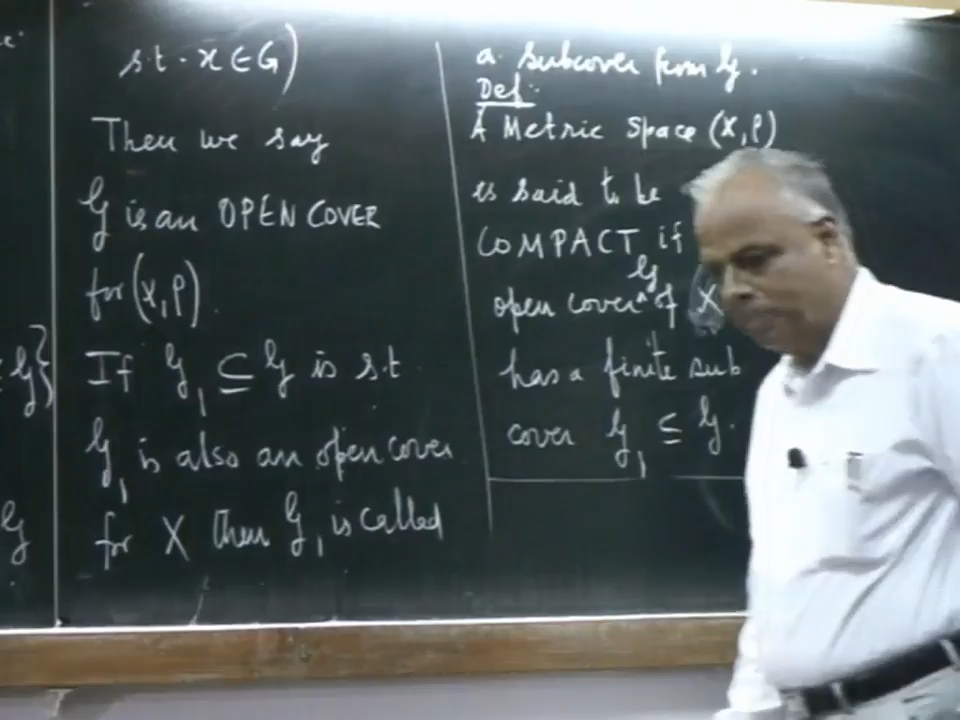 s.t. x ∈ G)
Then we say
𝒢 is an OPEN COVER
for (X, ρ).
If 𝒢₁ ⊆ 𝒢 is s.t
𝒢₁ is also an open cover
for X Then 𝒢₁ is called
a subcover from 𝒢.
Def:
A Metric Space (X, ρ)
is said to be
COMPACT if
open cover ^𝒢 of X
has a finite sub
cover 𝒢₁ ⊆ 𝒢.
𝒢}
𝒢